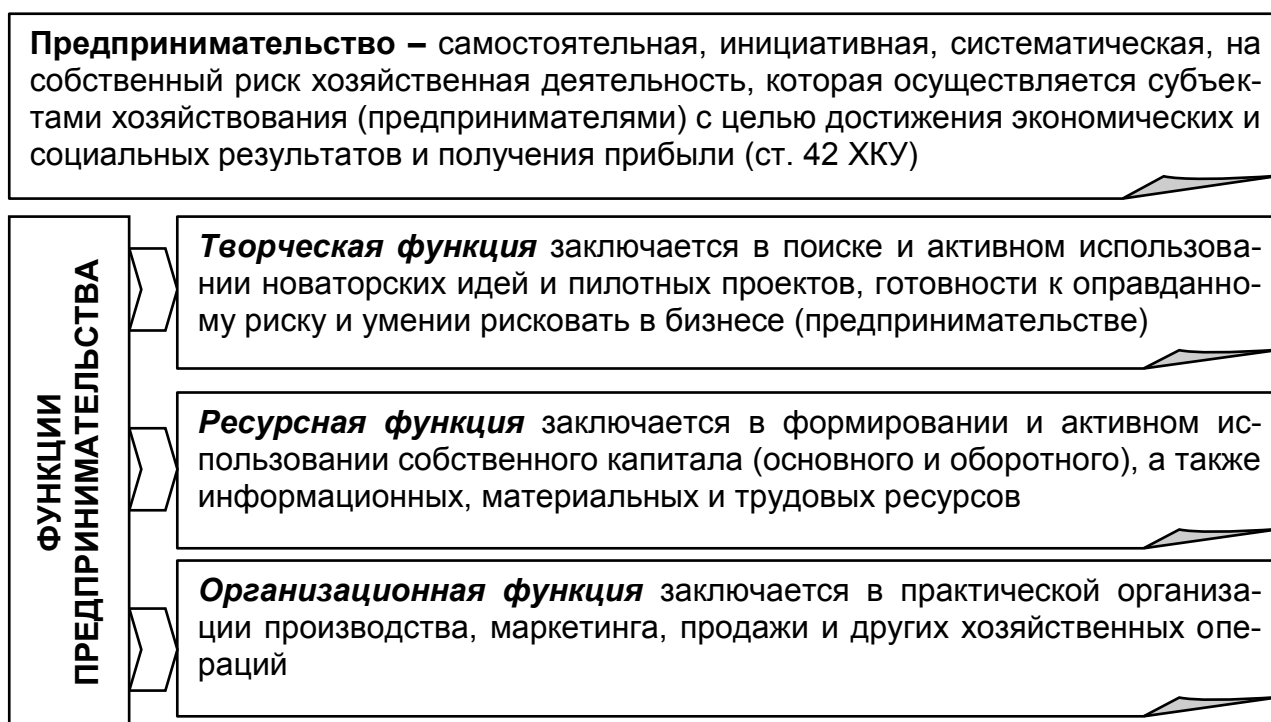 Предпринимательство – самостоятельная, инициативная, систематическая, на
собственный риск хозяйственная деятельность, которая осуществляется субъек-
тами хозяйствования (предпринимателями) с целью достижения экономических и
социальных результатов и получения прибыли (ст. 42 ХКУ)
ФУНКЦИИ
ПРЕДПРИНИМАТЕЛЬСТВА
Творческая функция заключается в поиске и активном использова-
нии новаторских идей и пилотных проектов, готовности к оправданно-
му риску и умении рисковать в бизнесе (предпринимательстве)
Ресурсная функция заключается в формировании и активном ис-
пользовании собственного капитала (основного и оборотного), а также
информационных, материальных и трудовых ресурсов
Организационная функция заключается в практической организа-
ции производства, маркетинга, продажи и других хозяйственных опе-
раций